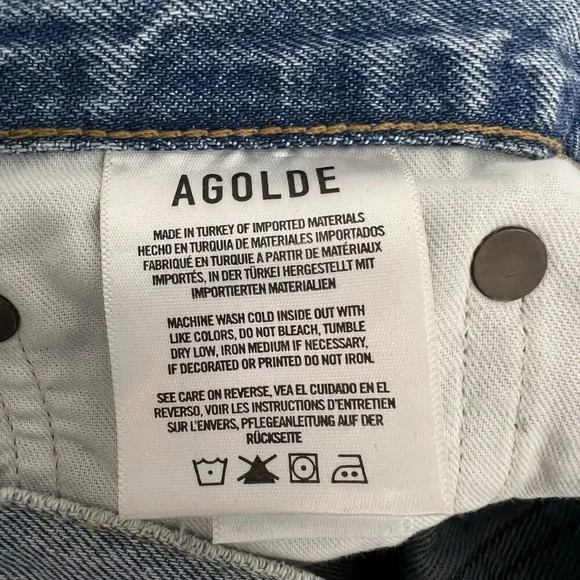 AGOLDE
MADE IN TURKEY OF IMPORTED MATERIALS
HECHO EN TURQUIA DE MATERIALES IMPORTADOS
FABRIQUÉ EN TURQUIE A PARTIR DE MATÉRIAUX
IMPORTÉS, IN DER TÜRKEI HERGESTELLT MIT
IMPORTIERTEN MATERIALIEN
MACHINE WASH COLD INSIDE OUT WITH
LIKE COLORS, DO NOT BLEACH, TUMBLE
DRY LOW, IRON MEDIUM IF NECESSARY,
IF DECORATED OR PRINTED DO NOT IRON.
SEE CARE ON REVERSE, VEA EL CUIDADO EN EL
REVERSO, VOIR LES INSTRUCTIONS D'ENTRETIEN
SUR L'ENVERS, PFLEGEANLEITUNG AUF DER
RÜCKSEITE